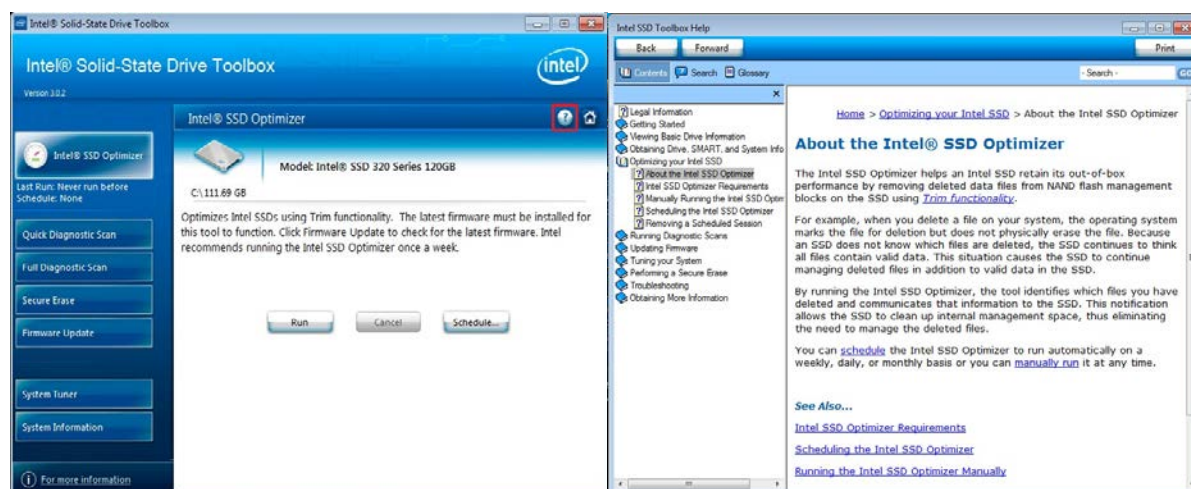 Intel® Solid-State Drive Toolbox
Intel® Solid-State Drive Toolbox
intel
Version 3.0.2
Intel® SSD Optimizer
?
Intel® SSD Optimizer
Last Run: Never run before
Schedule: None
Quick Diagnostic Scan
Full Diagnostic Scan
Secure Erase
Firmware Update
System Tuner
System Information
i For more information
Model: Intel® SSD 320 Series 120GB
C:\ 111.69 GB
Optimizes Intel SSDs using Trim functionality. The latest firmware must be installed for
this tool to function. Click Firmware Update to check for the latest firmware. Intel
recommends running the Intel SSD Optimizer once a week.
Run Cancel Schedule...
Intel SSD Toolbox Help
Back Forward Print
Contents Search Glossary - Search - GO
Legal Information
Getting Started
Viewing Basic Drive Information
Obtaining Drive, SMART, and System Info
Optimizing your Intel SSD
About the Intel SSD Optimizer
Intel SSD Optimizer Requirements
Manually Running the Intel SSD Optim
Scheduling the Intel SSD Optimizer
Removing a Scheduled Session
Running Diagnostic Scans
Updating Firmware
Tuning your System
Performing a Secure Erase
Troubleshooting
Obtaining More Information
Home > Optimizing your Intel SSD > About the Intel SSD Optimizer
About the Intel® SSD Optimizer
The Intel SSD Optimizer helps an Intel SSD retain its out-of-box
performance by removing deleted data files from NAND flash management
blocks on the SSD using Trim functionality.
For example, when you delete a file on your system, the operating system
marks the file for deletion but does not physically erase the file. Because
an SSD does not know which files are deleted, the SSD continues to think
all files contain valid data. This situation causes the SSD to continue
managing deleted files in addition to valid data in the SSD.
By running the Intel SSD Optimizer, the tool identifies which files you have
deleted and communicates that information to the SSD. This notification
allows the SSD to clean up internal management space, thus eliminating
the need to manage the deleted files.
You can schedule the Intel SSD Optimizer to run automatically on a
weekly, daily, or monthly basis or you can manually run it at any time.
See Also...
Intel SSD Optimizer Requirements
Scheduling the Intel SSD Optimizer
Running the Intel SSD Optimizer Manually